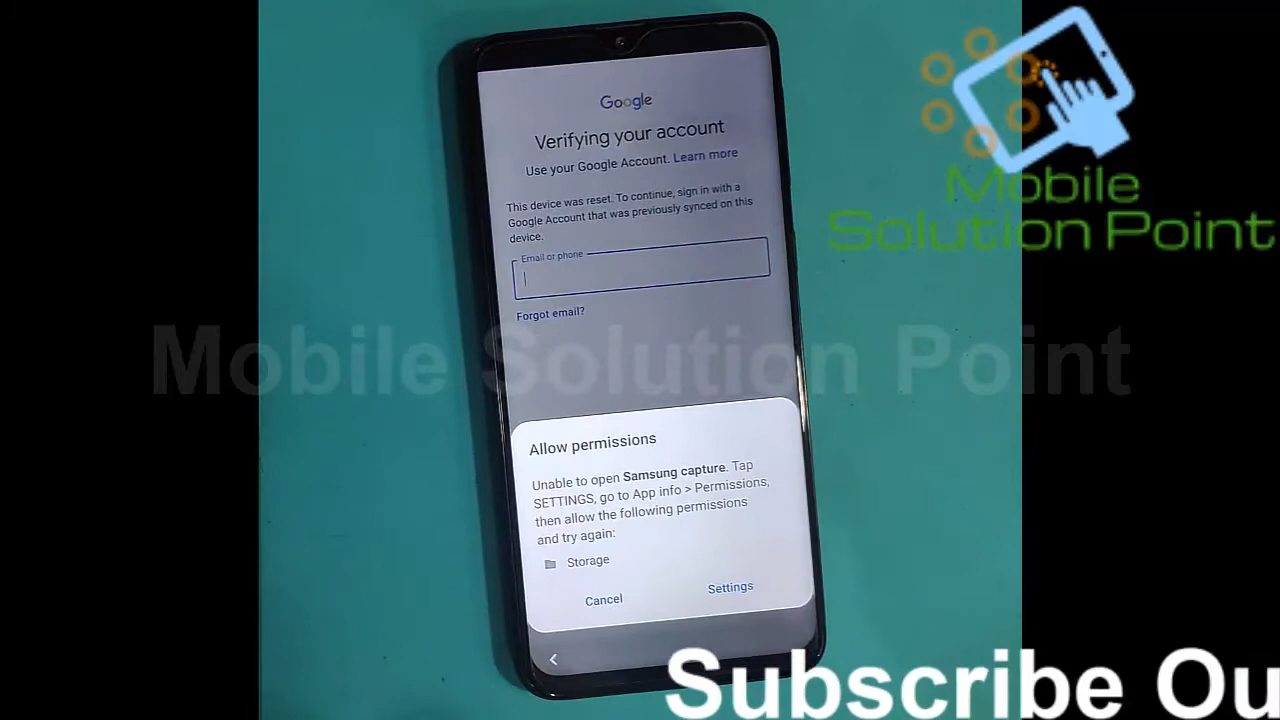 Google
Verifying your account
Use your Google Account. Learn more
This device was reset. To continue, sign in with a
Google Account that was previously synced on this
device.
Email or phone
Forgot email?
Mobile
Solution Point
Mobile Solution Point
Allow permissions
Unable to open Samsung capture. Tap
SETTINGS, go to App info > Permissions,
then allow the following permissions
and try again:
Storage
Cancel Settings
Subscribe Ou